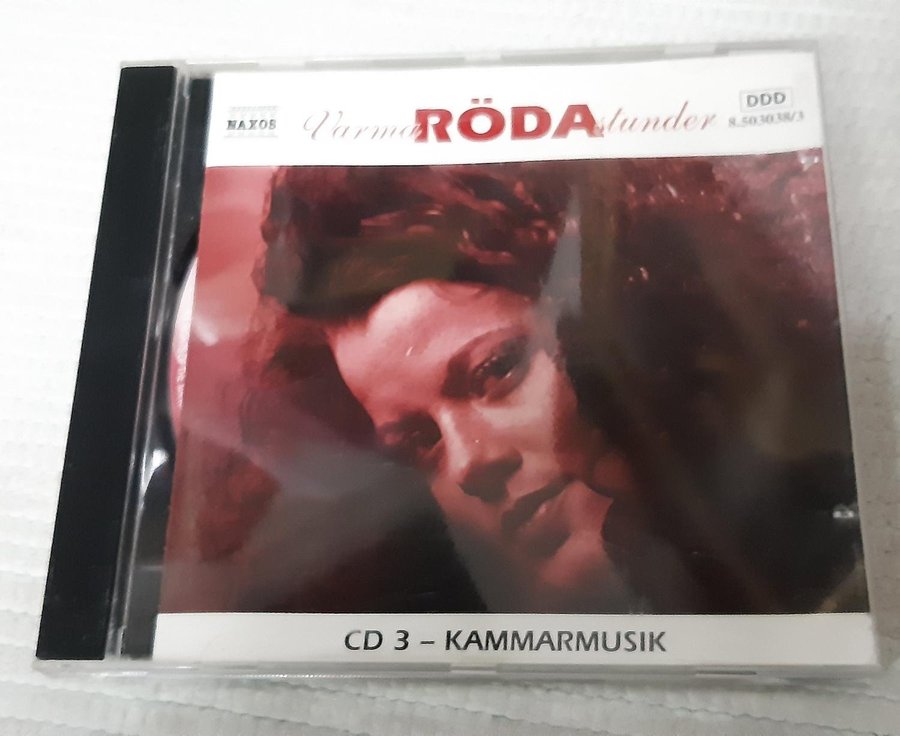 NAXOS
Varma RÖDA stunder
DDD
8.503038/3
CD 3 – KAMMARMUSIK